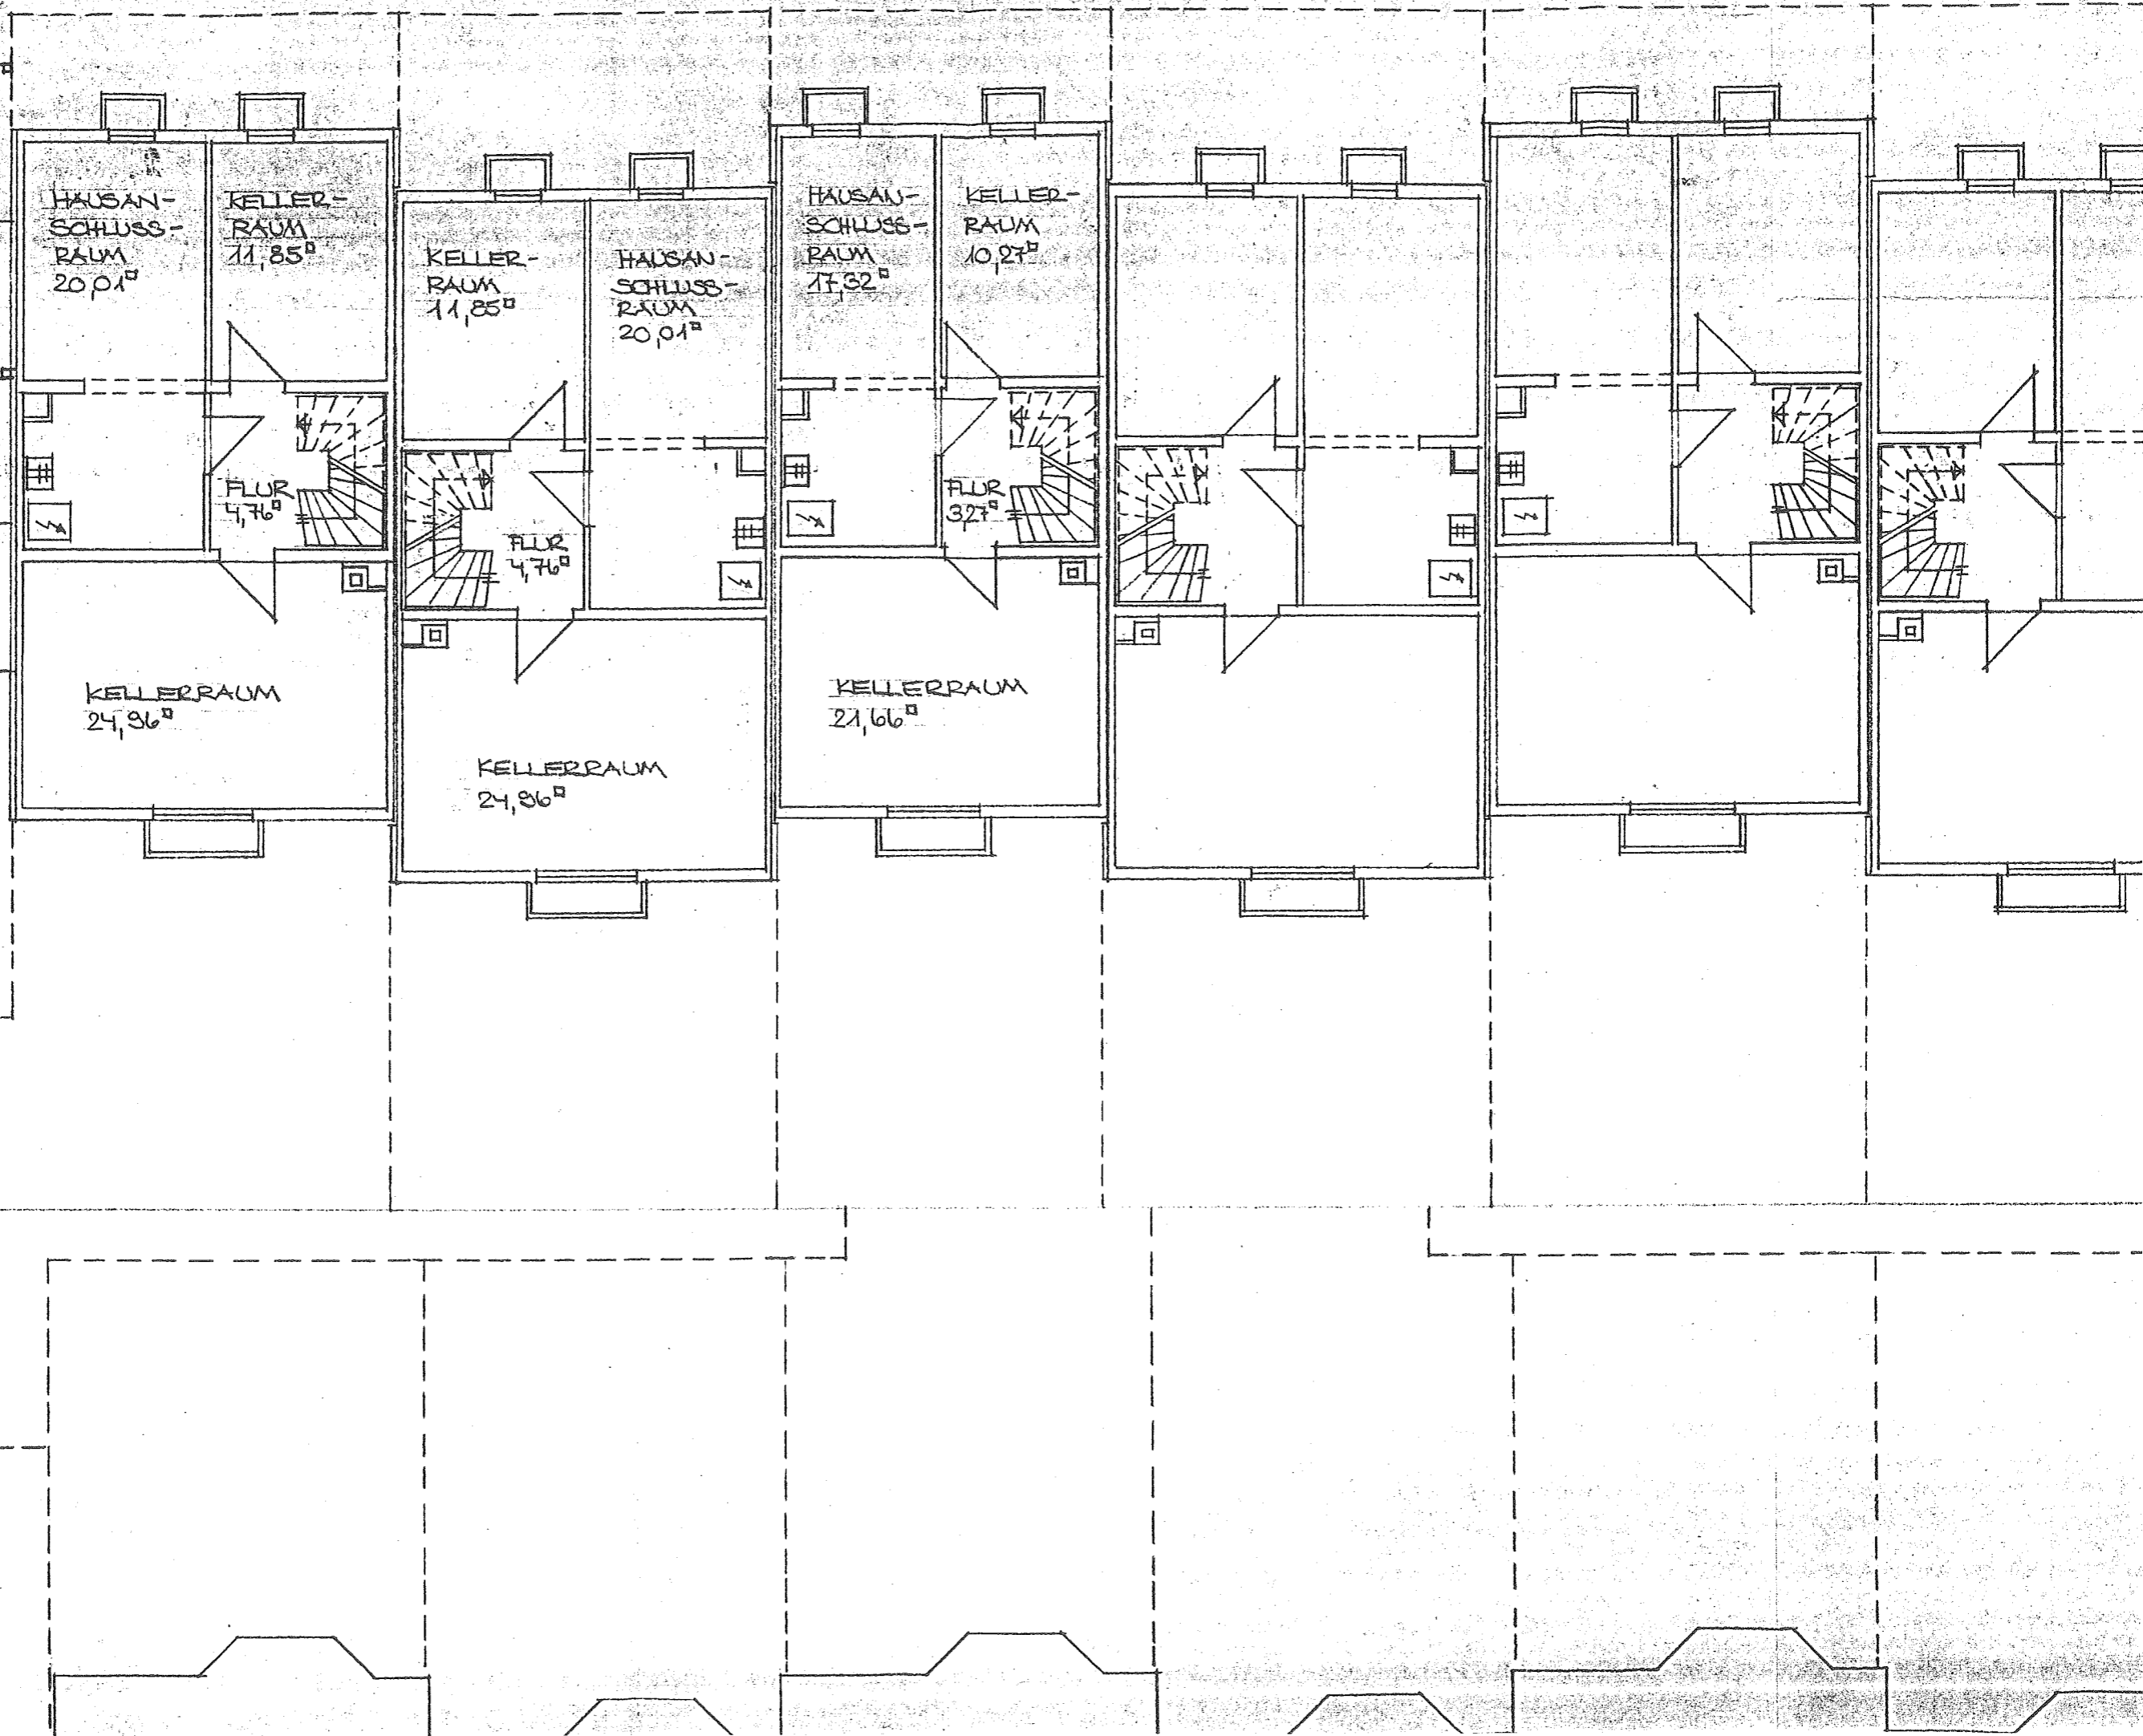 HAUSAN-
SCHLUSS-
RAUM
20,01□
KELLER-
RAUM
11,85□
FLUR
4,76□
KELLERRAUM
24,96□
KELLER-
RAUM
11,85□
HAUSAN-
SCHLUSS-
RAUM
20,01□
FLUR
4,76□
KELLERRAUM
24,96□
HAUSAN-
SCHLUSS-
RAUM
17,32□
KELLER-
RAUM
10,27□
FLUR
3,27□
KELLERRAUM
21,66□